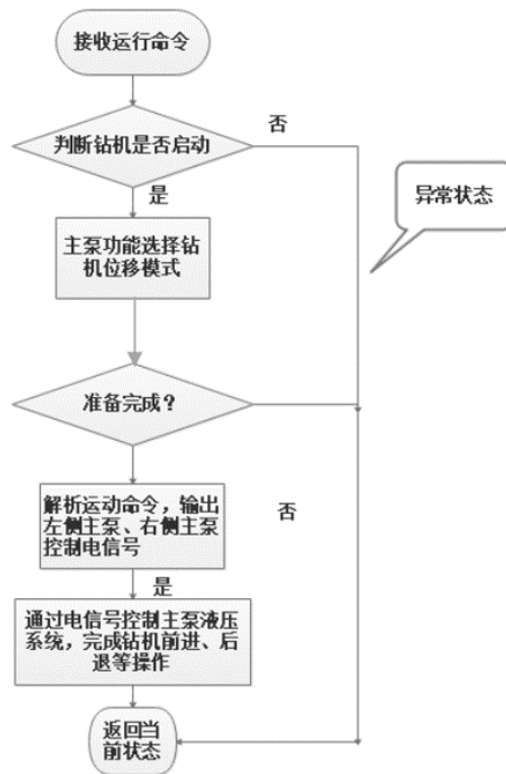 接收运行命令
否
判断钻机是否启动
是
异常状态
主泵功能选择钻
机位移模式
准备完成？
解析运动命令，输出
左侧主泵、右侧主泵
控制电信号
否
是
通过电信号控制主泵液压
系统，完成钻机前进、后
退等操作
返回当
前状态